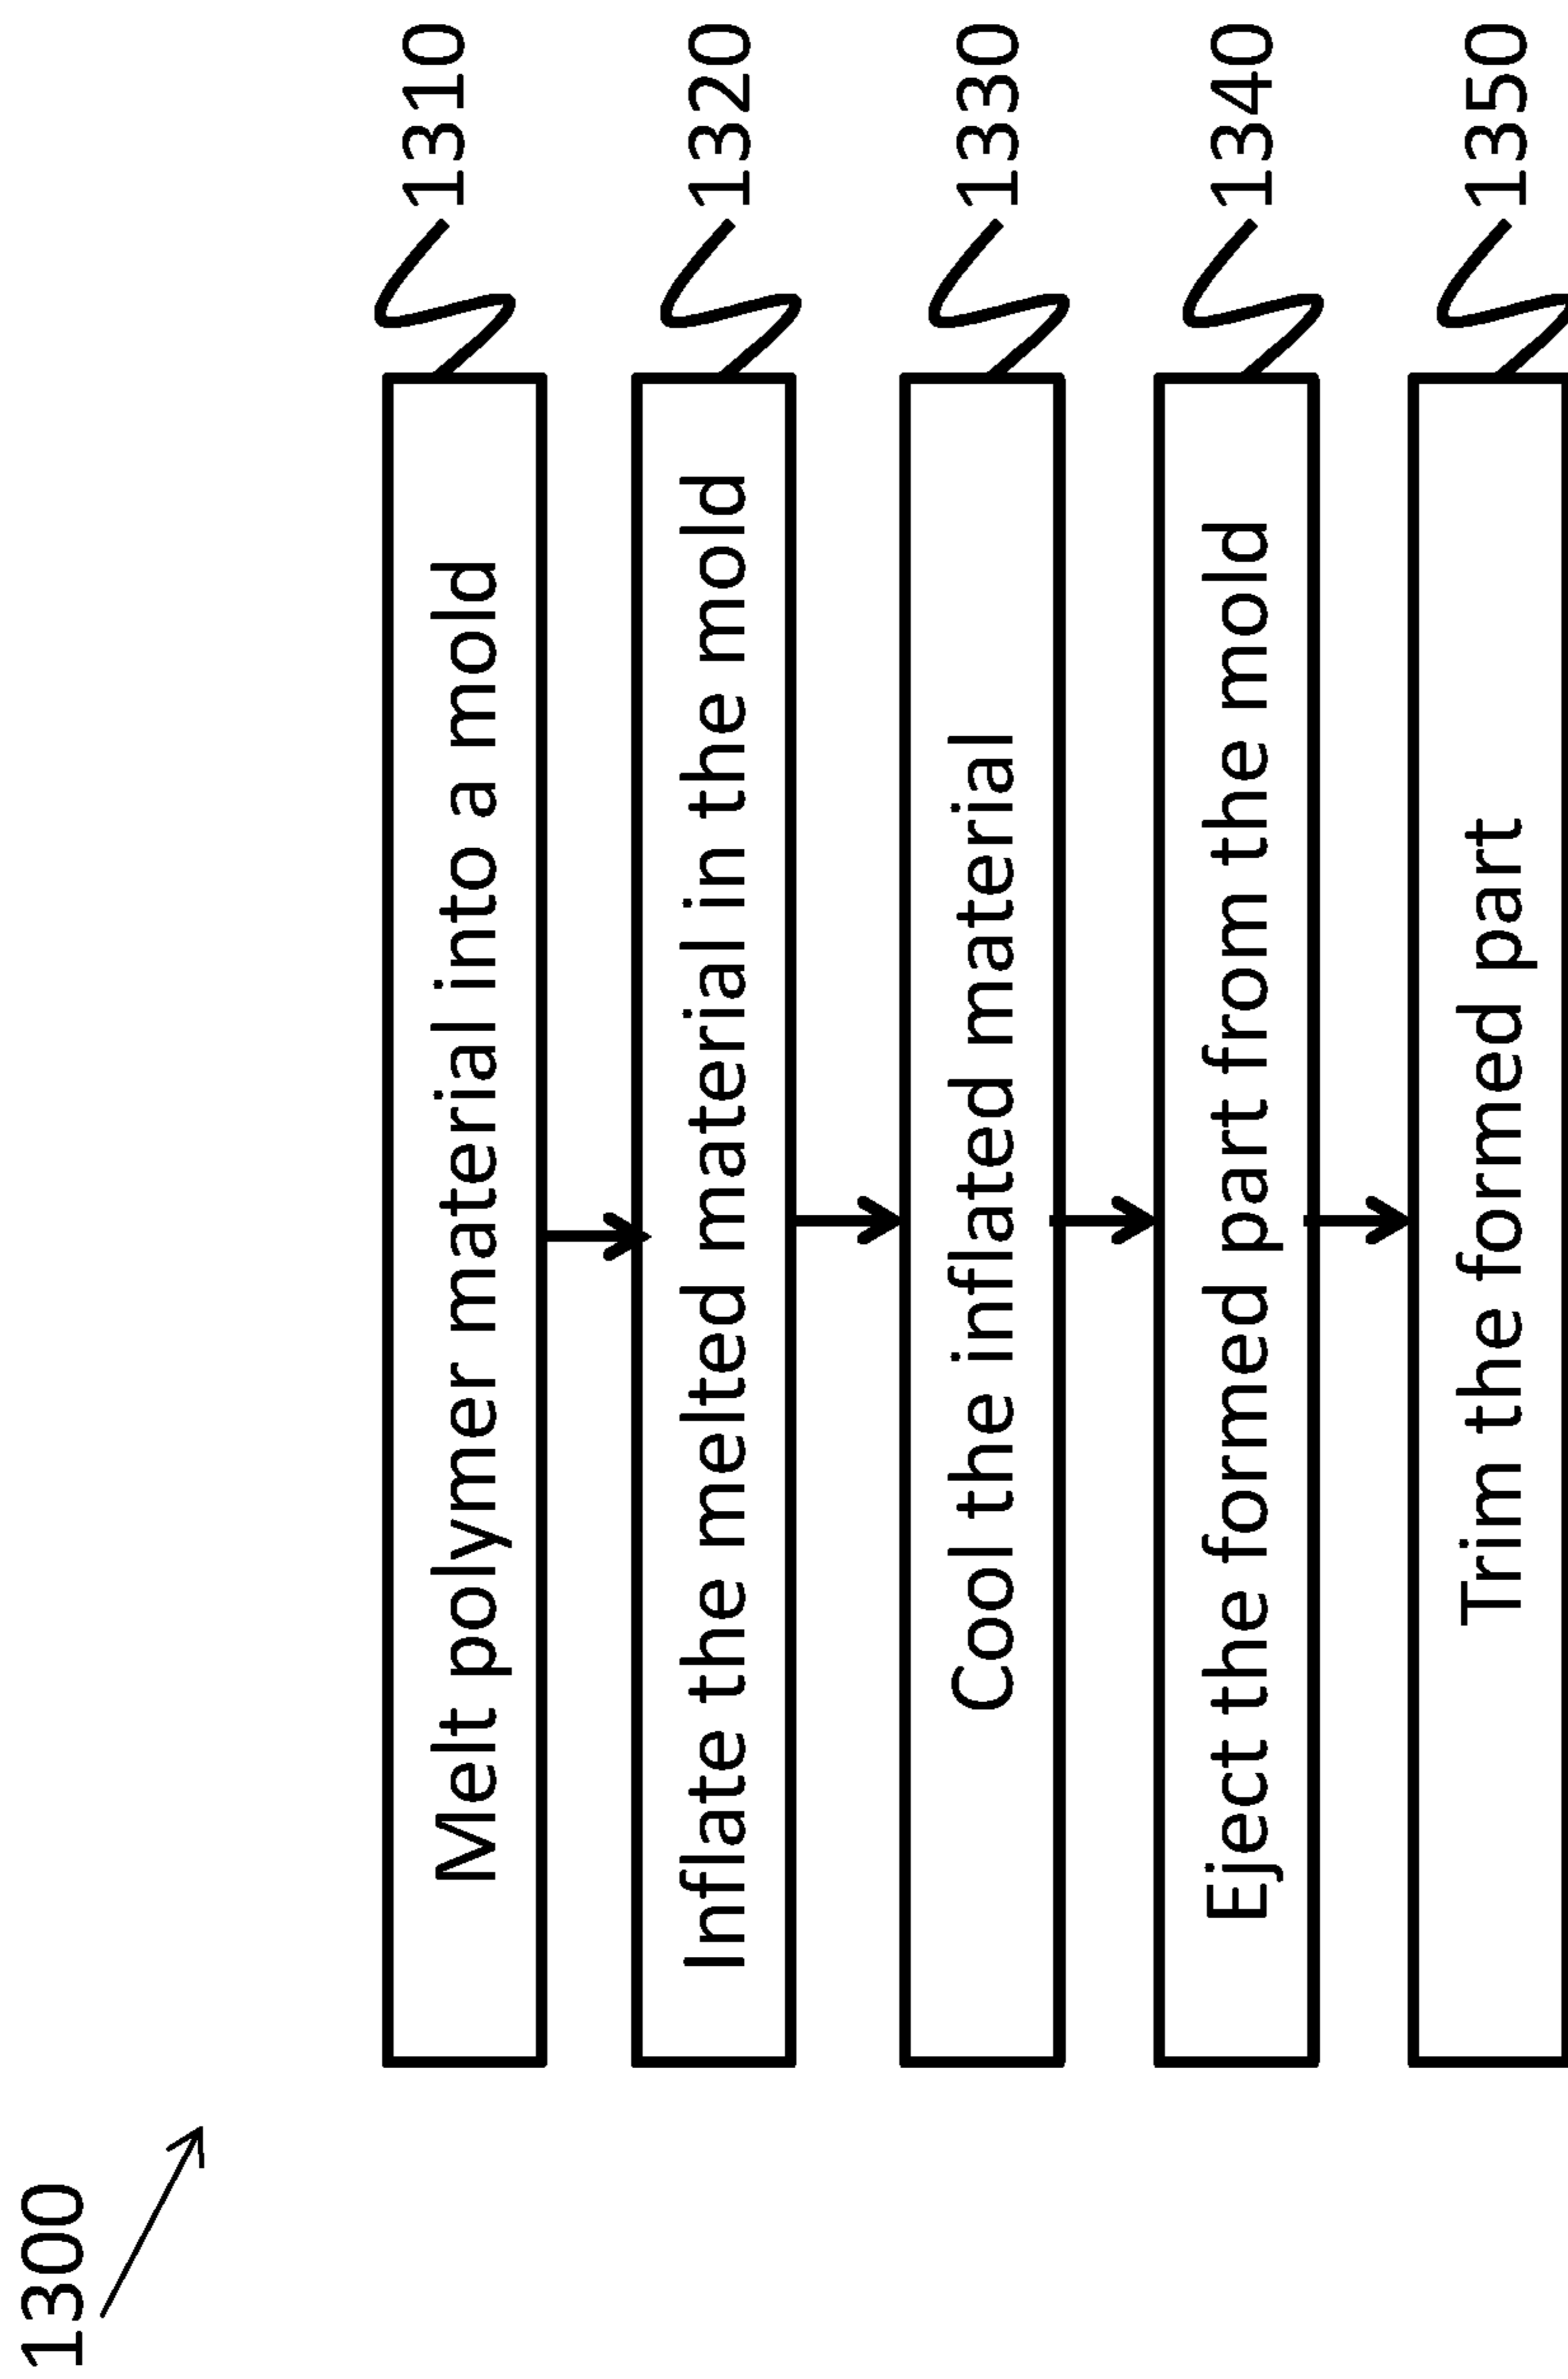 1300
Melt polymer material into a mold
1310
Inflate the melted material in the mold
1320
Cool the inflated material
1330
Eject the formed part from the mold
1340
Trim the formed part
1350